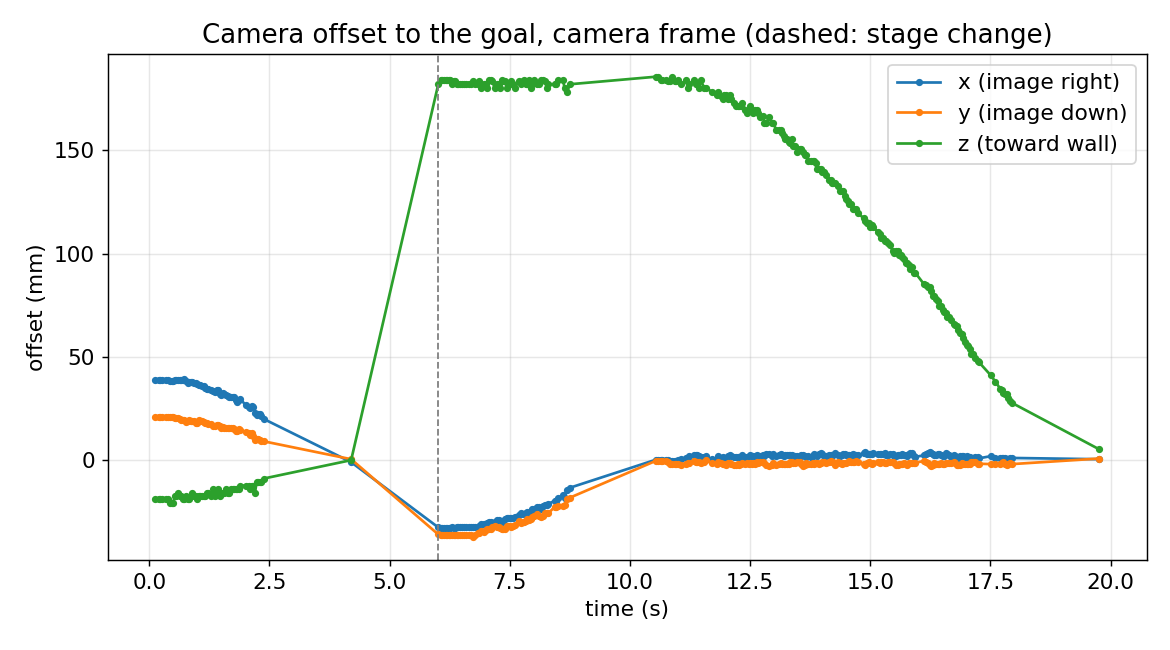 Camera offset to the goal, camera frame (dashed: stage change)
x (image right)
y (image down)
z (toward wall)
offset (mm)
150
100
50
0
0.0 2.5 5.0 7.5 10.0 12.5 15.0 17.5 20.0
time (s)